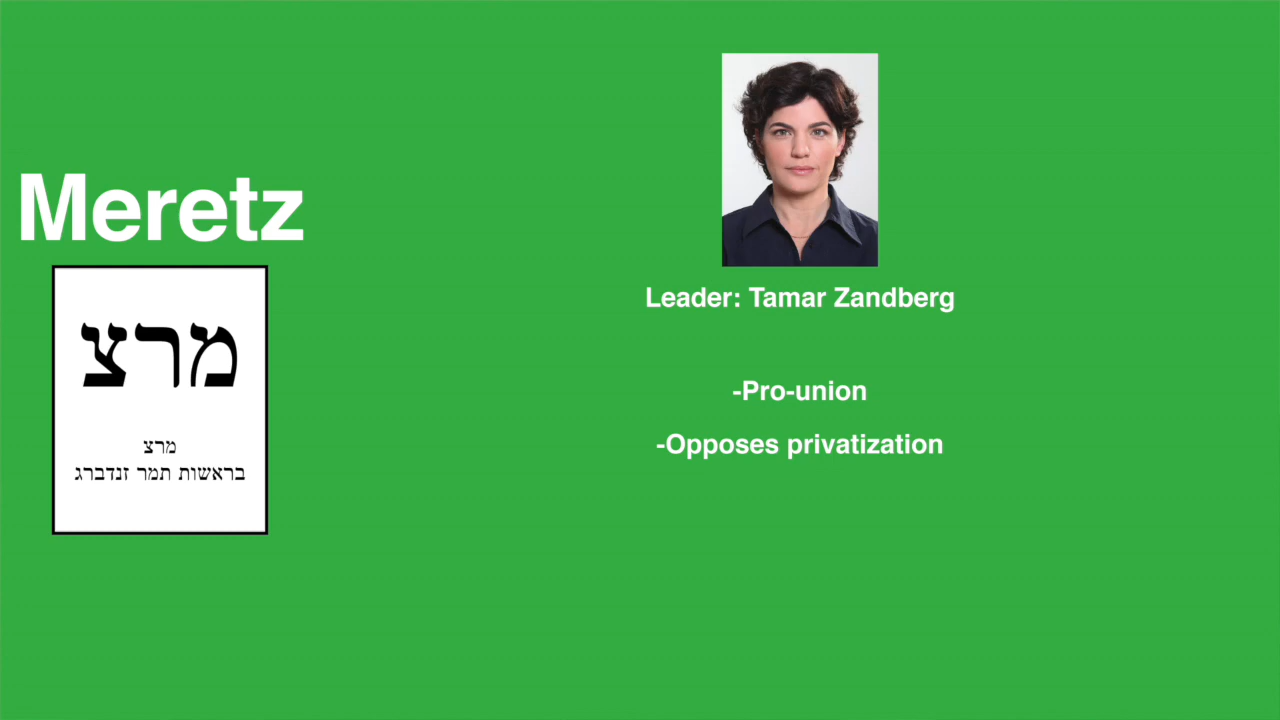 Meretz
מרצ
מרצ
בראשות תמר זנדברג
Leader: Tamar Zandberg
-Pro-union
-Opposes privatization